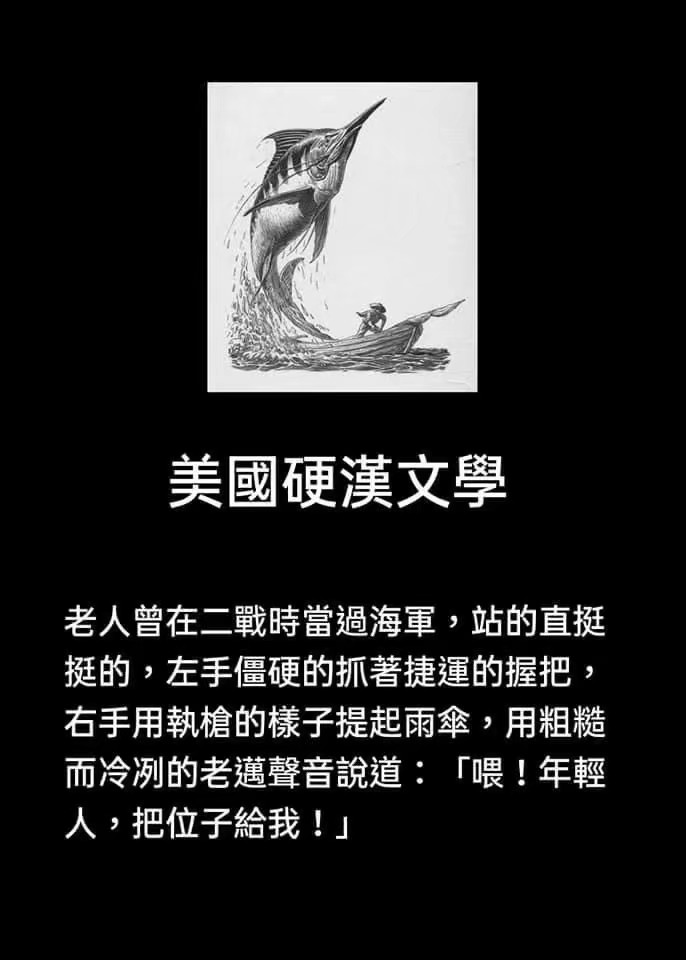 美國硬漢文學
老人曾在二戰時當過海軍，站的直挺
挺的，左手僵硬的抓著捷運的握把，
右手用執槍的樣子提起雨傘，用粗糙
而冷冽的老邁聲音說道：「喂！年輕
人，把位子給我！」